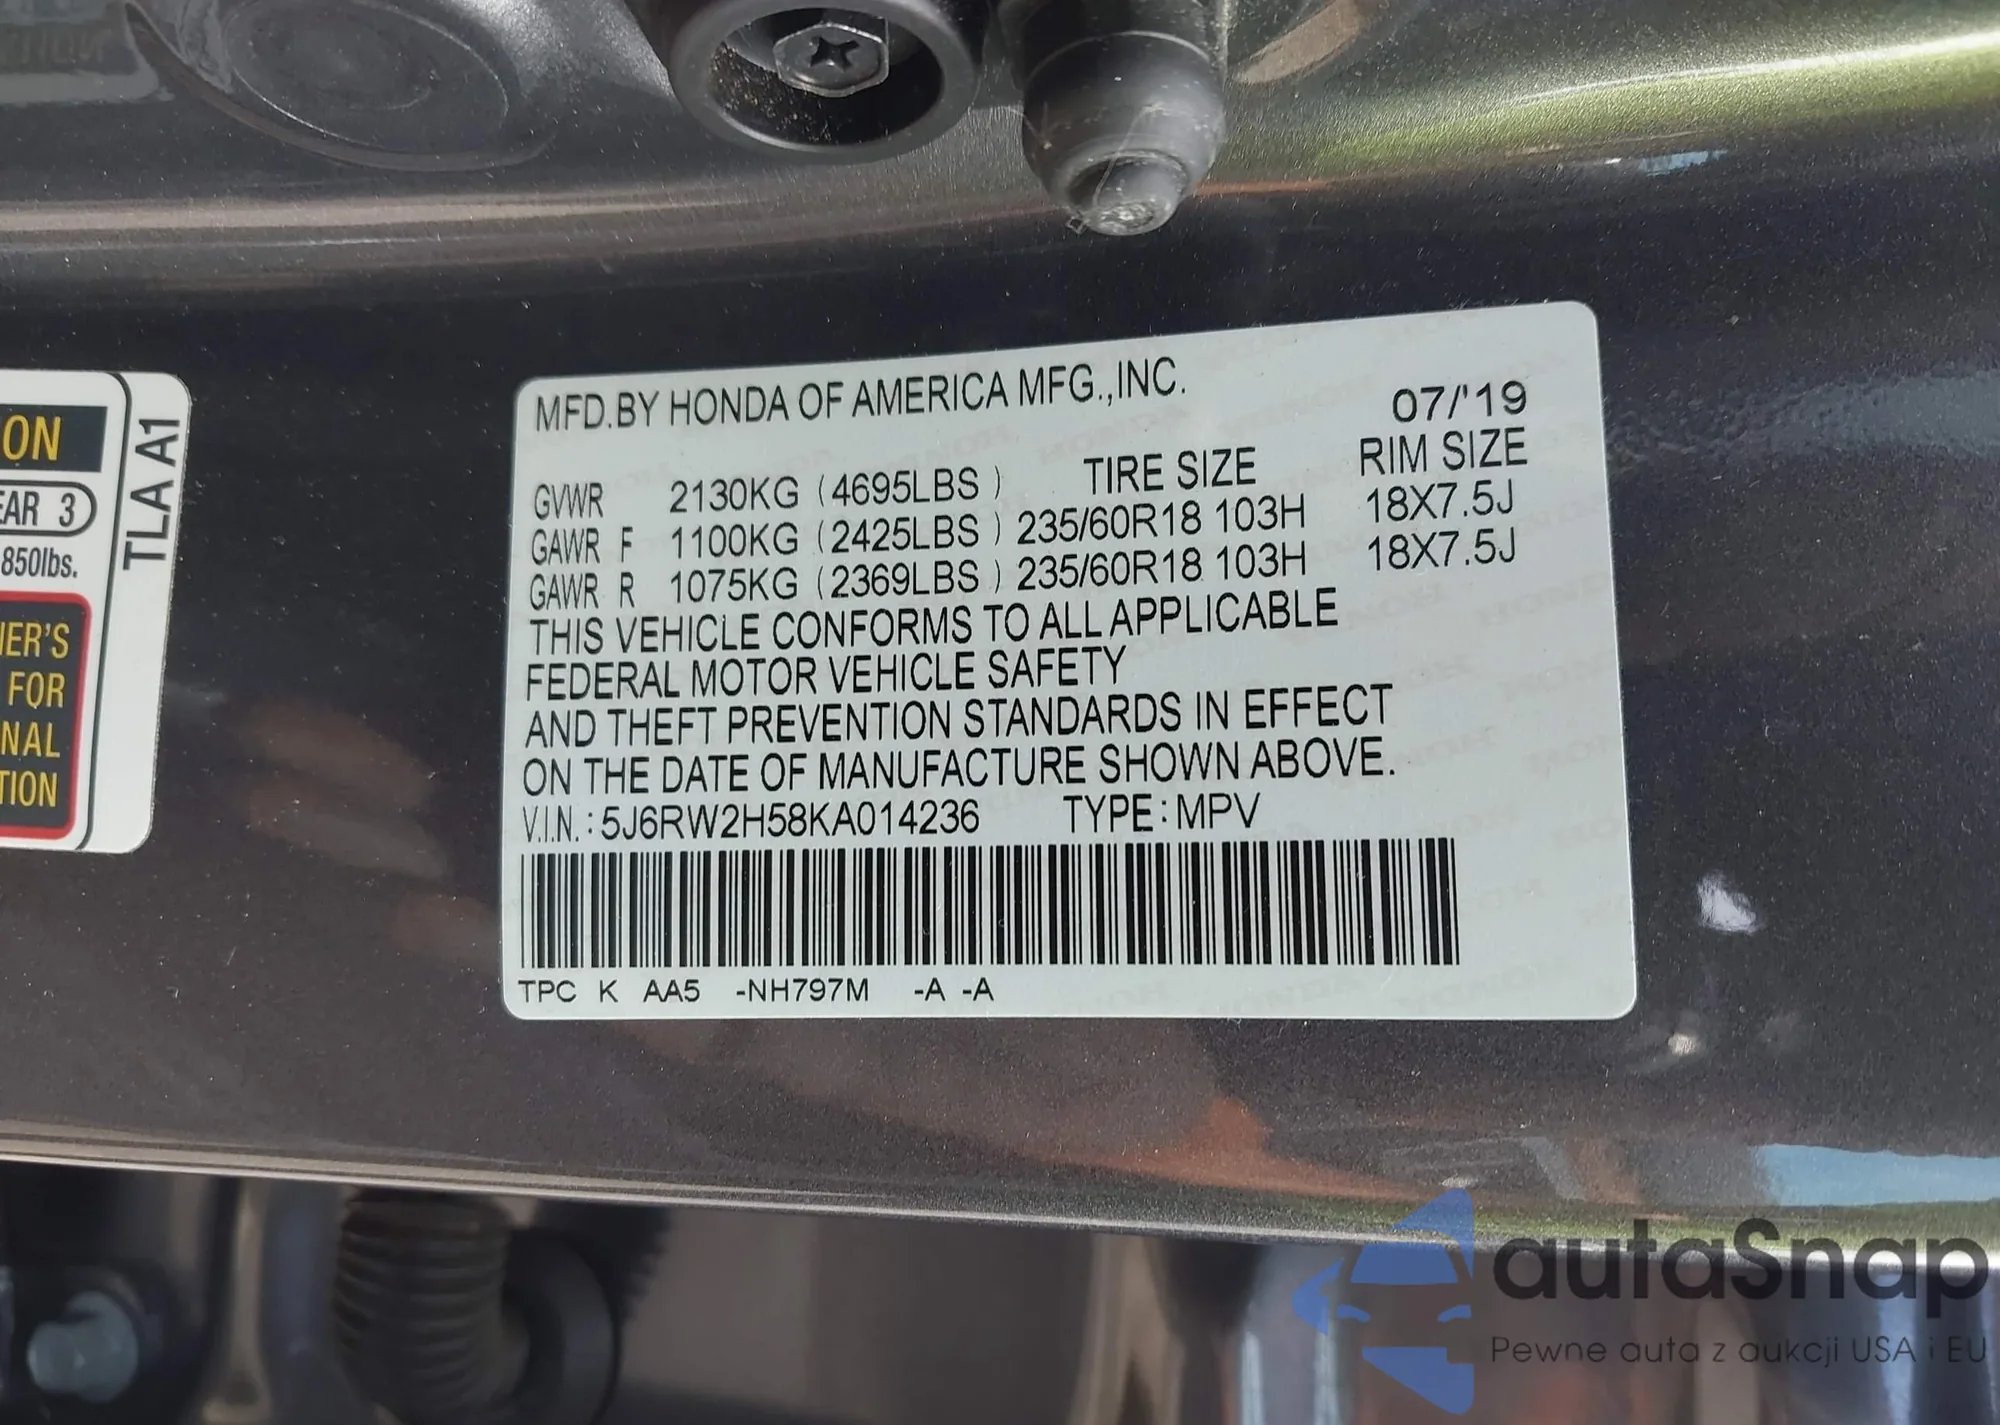 ON
EAR 3
850lbs.
NER'S
FOR
NAL
TION
TLA A1
MFD.BY HONDA OF AMERICA MFG.,INC.
07/'19
TIRE SIZE RIM SIZE
GVWR 2130KG (4695LBS)
GAWR F 1100KG (2425LBS) 235/60R18 103H 18X7.5J
GAWR R 1075KG (2369LBS) 235/60R18 103H 18X7.5J
THIS VEHICLE CONFORMS TO ALL APPLICABLE
FEDERAL MOTOR VEHICLE SAFETY
AND THEFT PREVENTION STANDARDS IN EFFECT
ON THE DATE OF MANUFACTURE SHOWN ABOVE.
V.I.N.: 5J6RW2H58KA014236 TYPE: MPV
TPC K AA5 -NH797M -A -A
autaSnap
Pewne auta z aukcji USA i EU